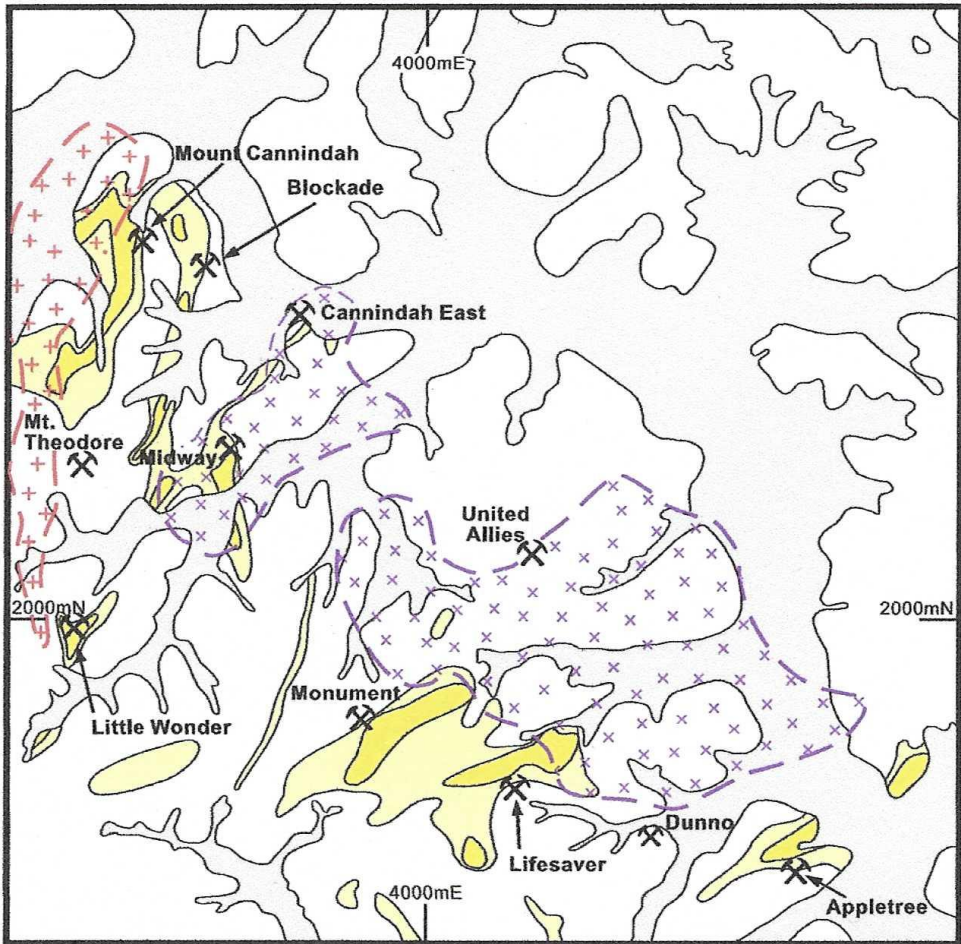 4000mE
Mount Cannindah
Blockade
Cannindah East
Mt.
Theodore
Midway
United
Allies
2000mN
2000mN
Monument
Little Wonder
Dunno
Lifesaver
4000mE
Appletree